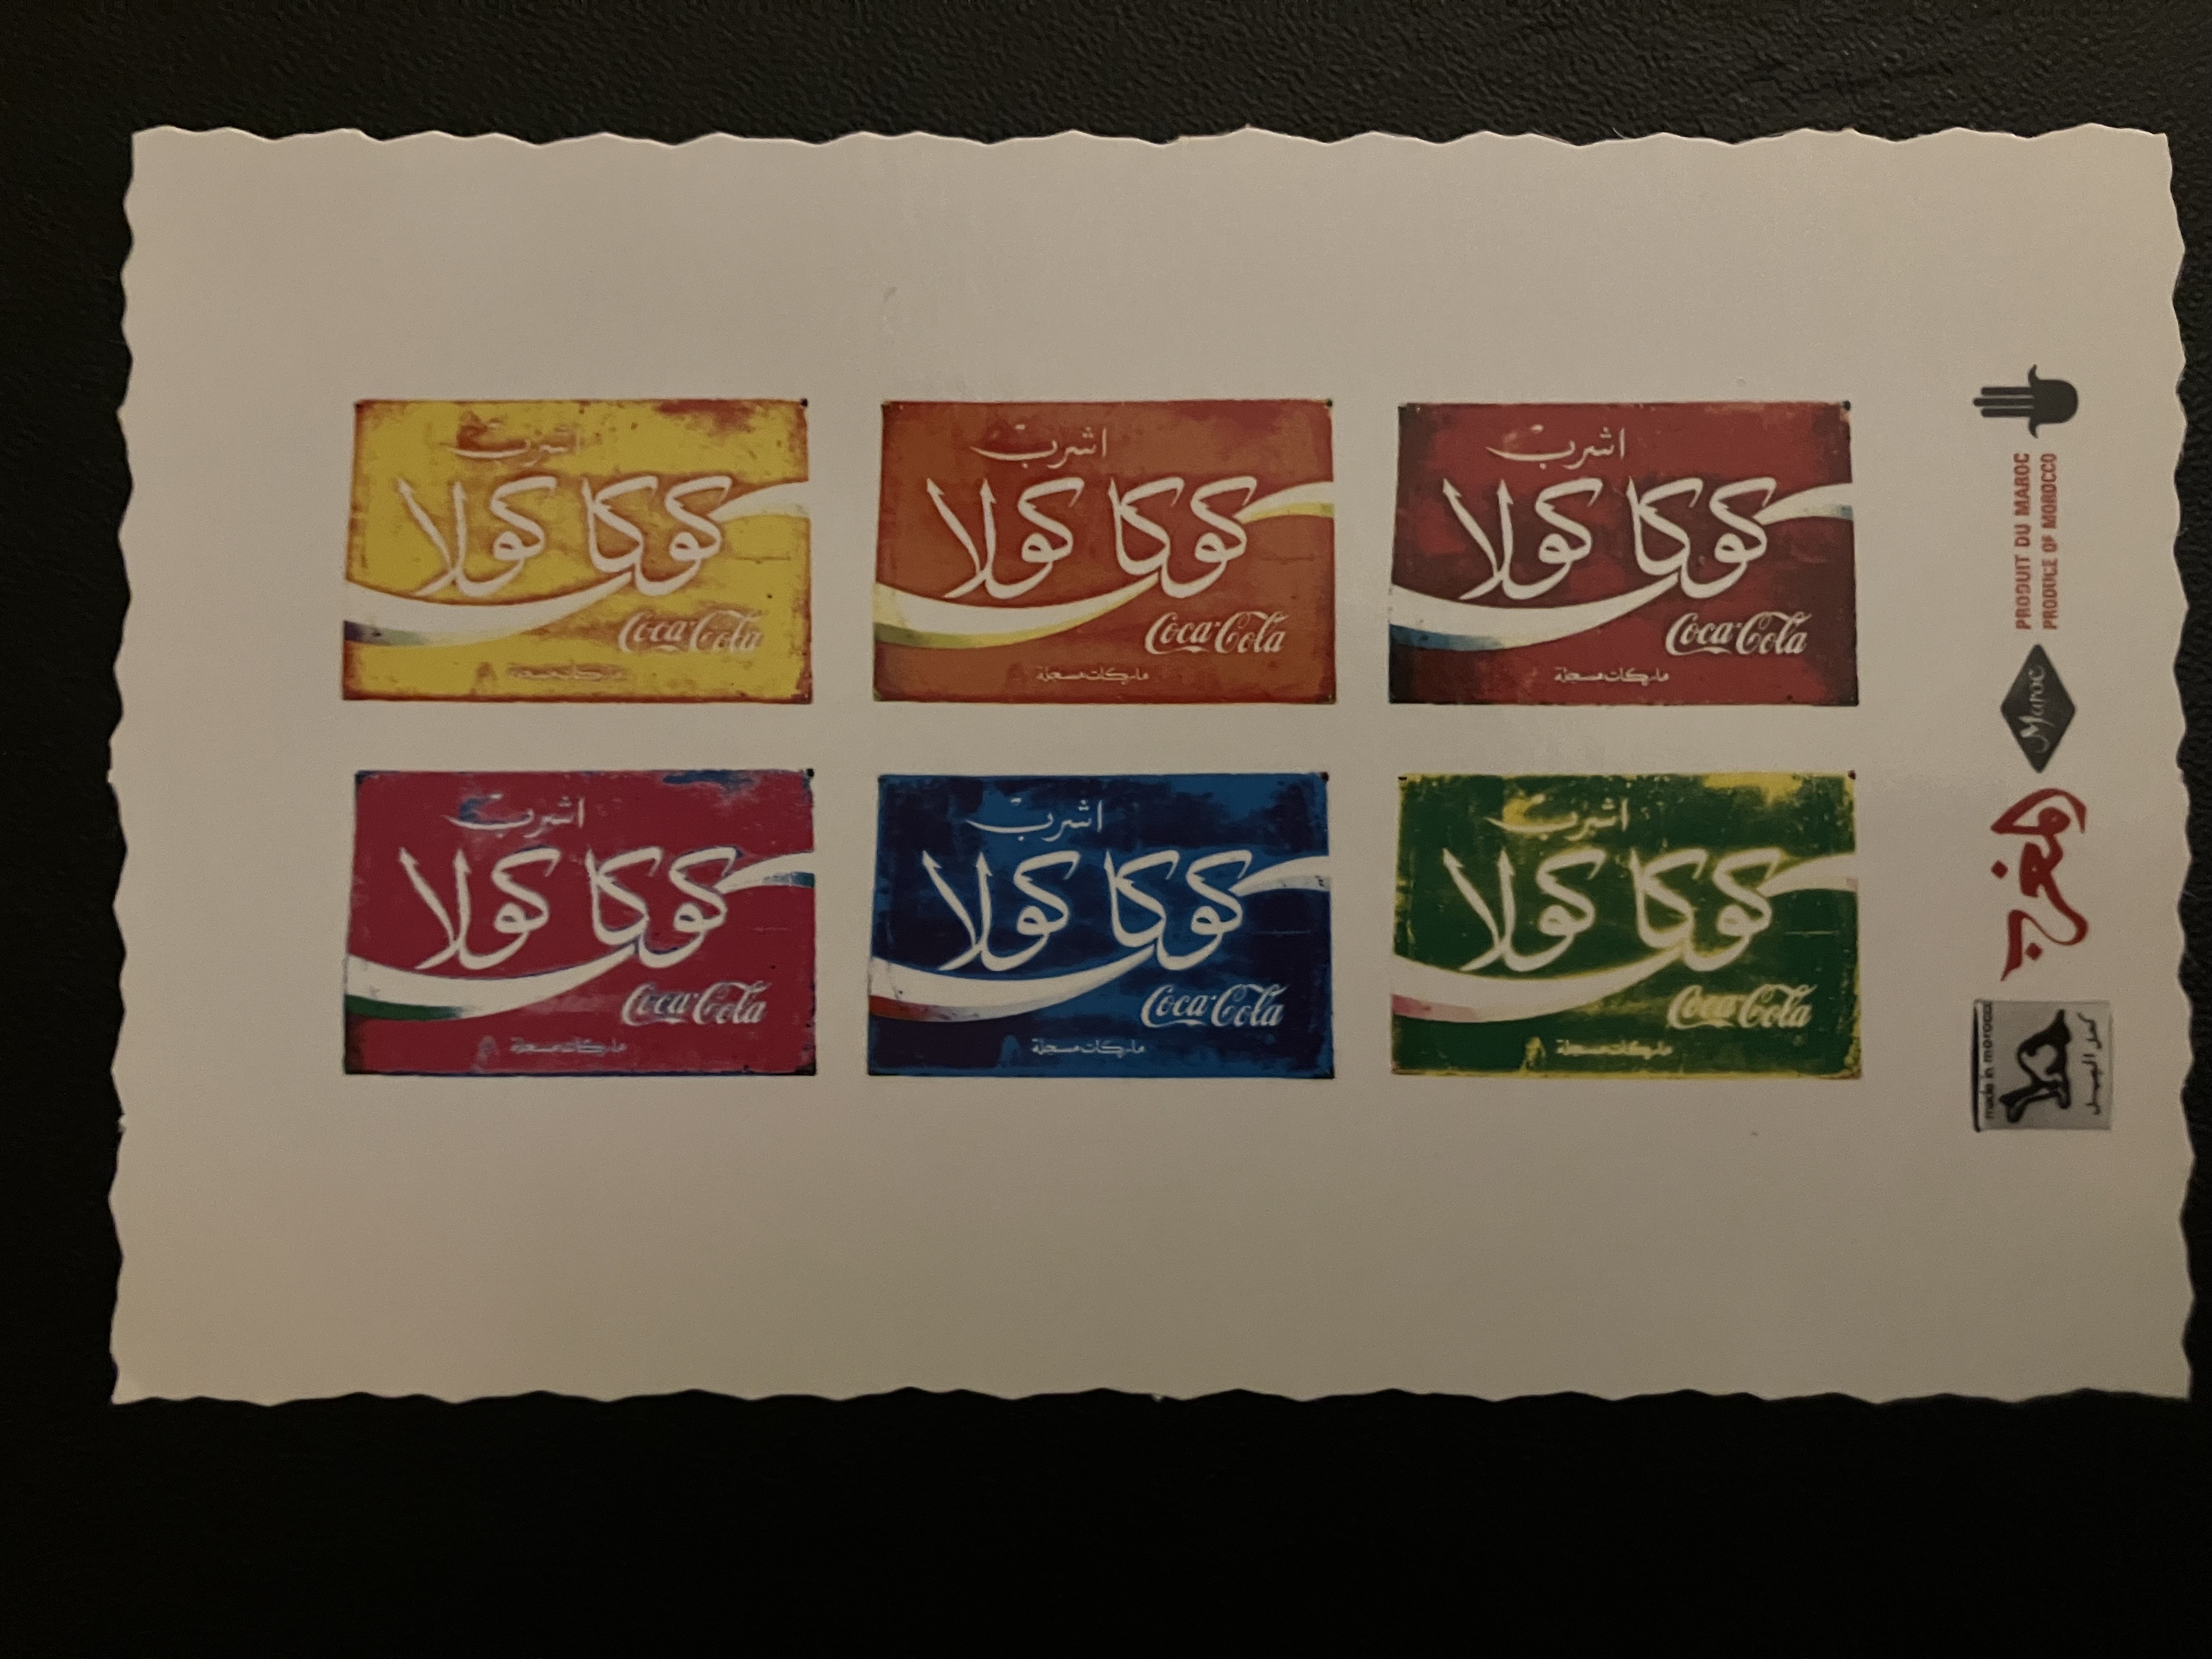 اشرب
كوكا كولا
Coca-Cola
ماركات مسجلة
اشرب
كوكا كولا
Coca-Cola
ماركات مسجلة
اشرب
كوكا كولا
Coca-Cola
ماركات مسجلة
اشرب
كوكا كولا
Coca-Cola
ماركات مسجلة
اشرب
كوكا كولا
Coca-Cola
ماركات مسجلة
اشرب
كوكا كولا
Coca-Cola
ماركات مسجلة
PRODUIT DU MAROC
PRODUCE OF MOROCCO
Maroc
المغرب
made in morocco